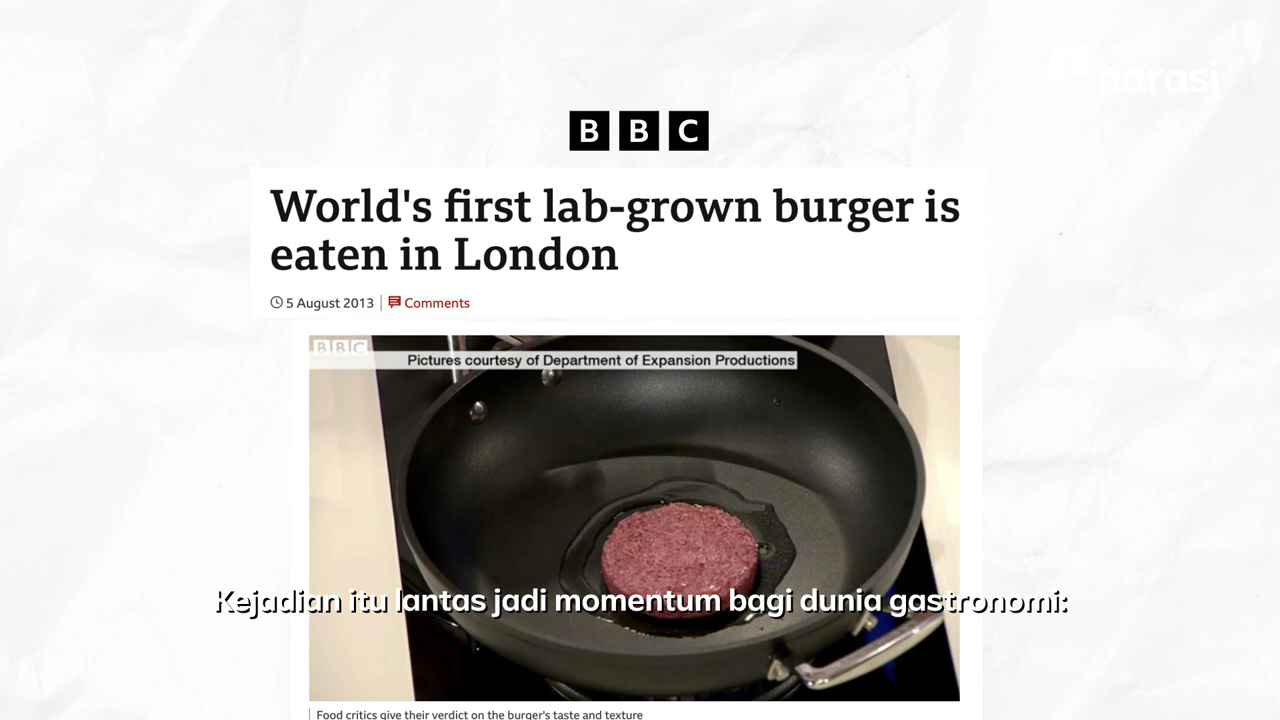 narasi
BBC
World's first lab-grown burger is
eaten in London
5 August 2013 | Comments
BBC
Pictures courtesy of Department of Expansion Productions
Kejadian itu lantas jadi momentum bagi dunia gastronomi:
Food critics give their verdict on the burger's taste and texture